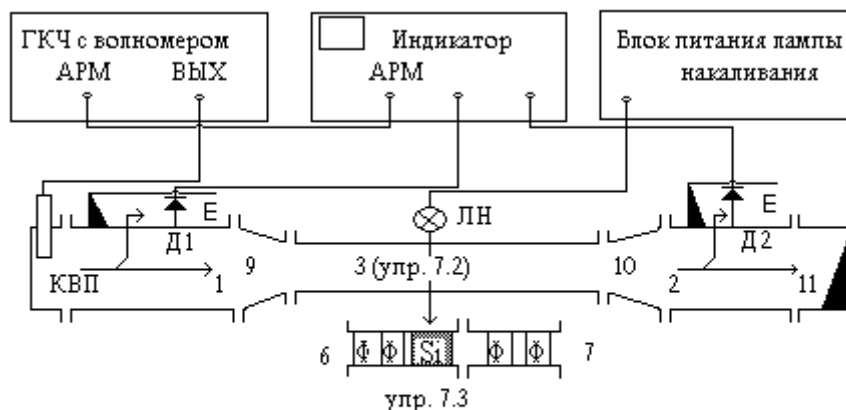 ГКЧ с волномером
АРМ ВЫХ
Индикатор
АРМ
Блок питания лампы
накаливания
E
Д1
ЛН
E
Д2
КВП
1
9
3 (упр. 7.2)
10
2
11
6
Ф Ф Si Ф Ф
7
упр. 7.3